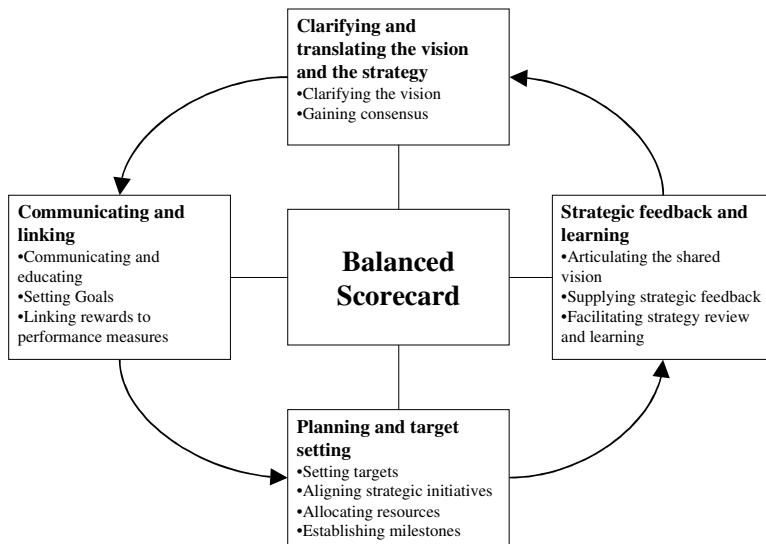 Clarifying and
translating the vision
and the strategy
•Clarifying the vision
•Gaining consensus
Communicating and
linking
•Communicating and
educating
•Setting Goals
•Linking rewards to
performance measures
Balanced
Scorecard
Strategic feedback and
learning
•Articulating the shared
vision
•Supplying strategic feedback
•Facilitating strategy review
and learning
Planning and target
setting
•Setting targets
•Aligning strategic initiatives
•Allocating resources
•Establishing milestones